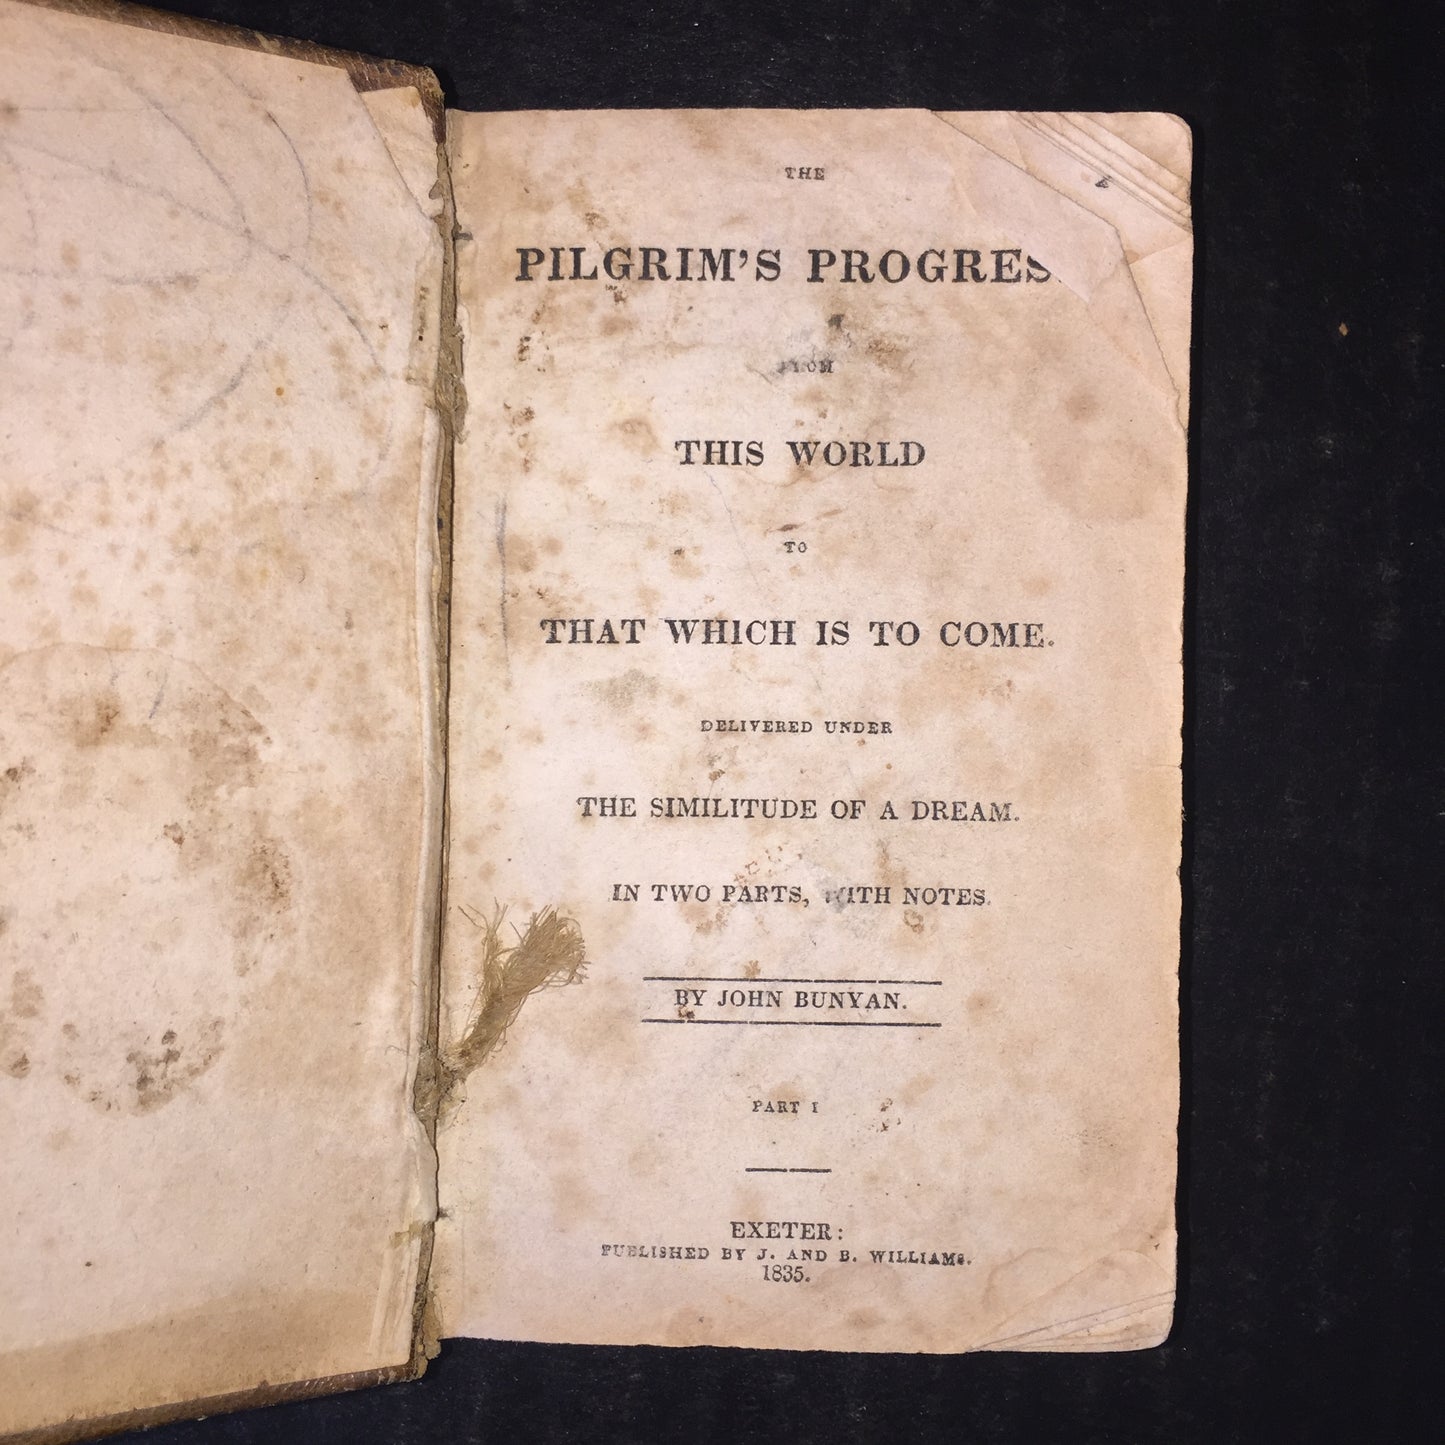 THE
PILGRIM'S PROGRES
FROM
THIS WORLD
TO
THAT WHICH IS TO COME.
DELIVERED UNDER
THE SIMILITUDE OF A DREAM.
IN TWO PARTS, WITH NOTES.
BY JOHN BUNYAN.
PART I
EXETER:
PUBLISHED BY J. AND B. WILLIAMS.
1835.